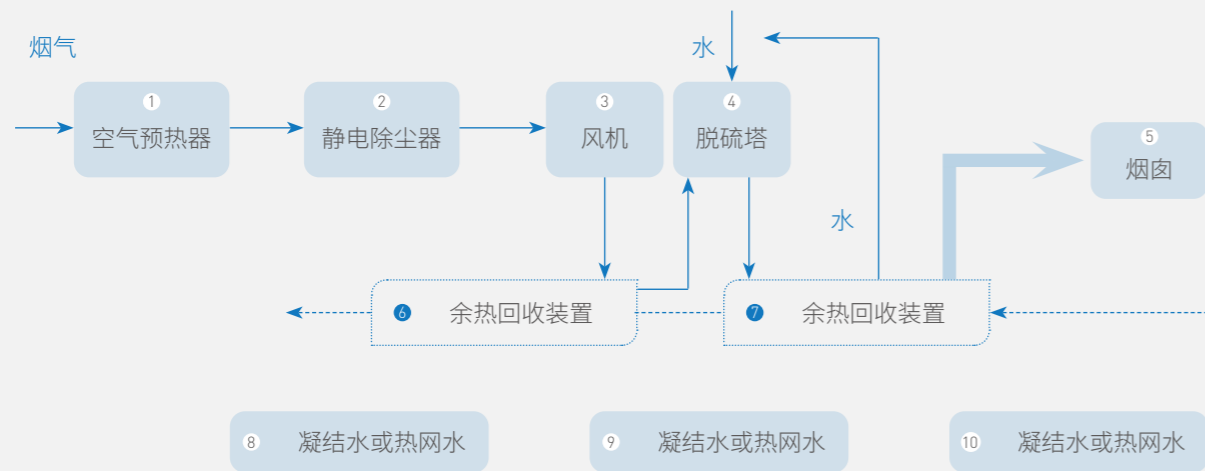 烟气
水
① 空气预热器
② 静电除尘器
③ 风机
④ 脱硫塔
⑤ 烟囱
水
⑥ 余热回收装置
⑦ 余热回收装置
⑧ 凝结水或热网水
⑨ 凝结水或热网水
⑩ 凝结水或热网水